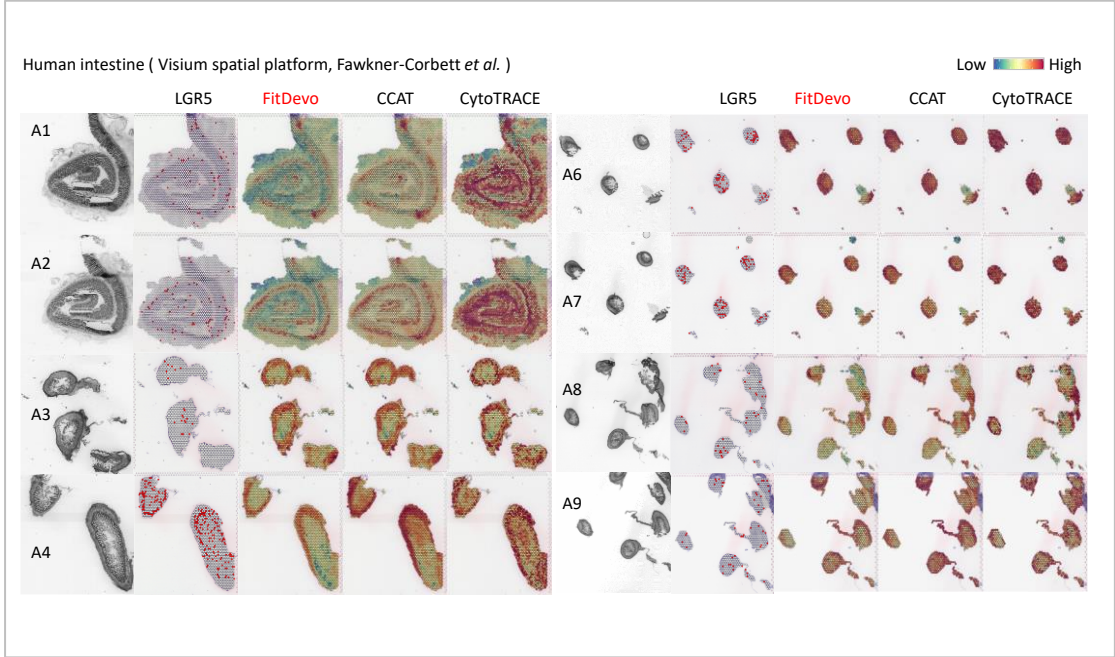 Human intestine ( Visium spatial platform, Fawkner-Corbett et al. )
Low High
LGR5 FitDevo CCAT CytoTRACE
LGR5 FitDevo CCAT CytoTRACE
A1
A2
A3
A4
A6
A7
A8
A9